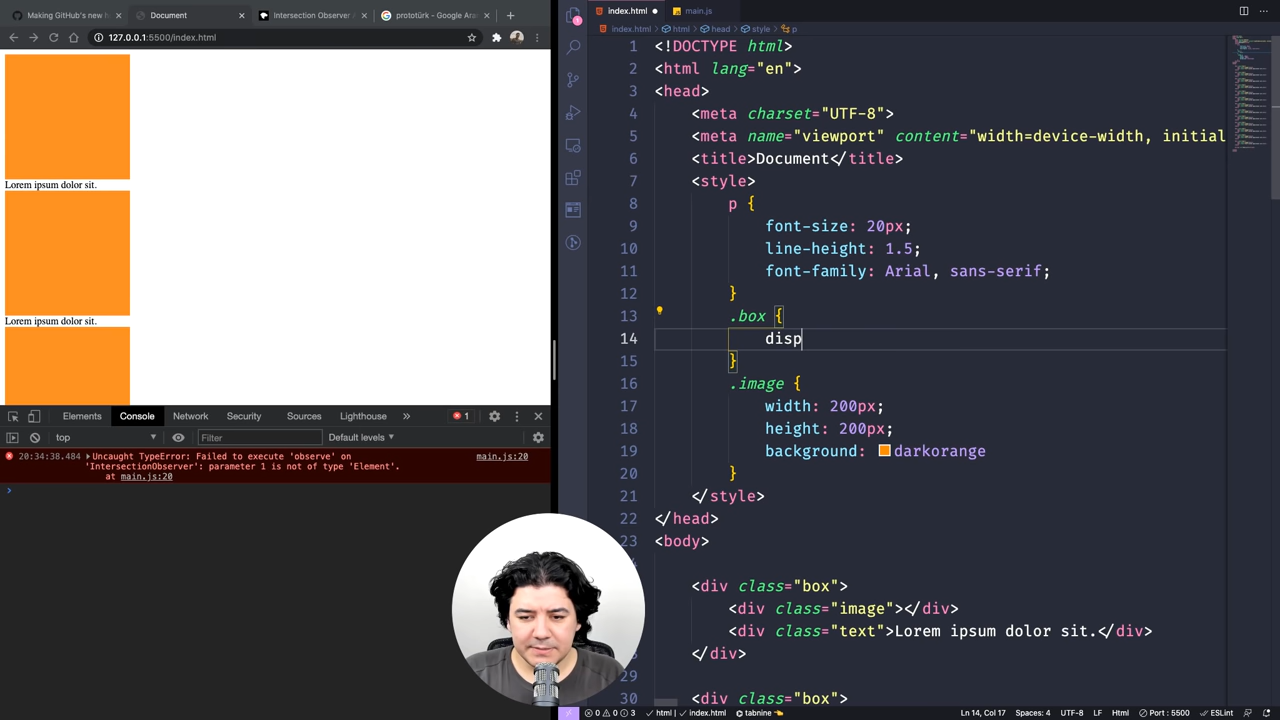 Making GitHub's new h
Document
Intersection Observer A
prototürk - Google Ara
127.0.0.1:5500/index.html
Lorem ipsum dolor sit.
Lorem ipsum dolor sit.
Elements Console Network Security Sources Lighthouse » 1
top Filter Default levels
20:34:38.484 Uncaught TypeError: Failed to execute 'observe' on main.js:20
'IntersectionObserver': parameter 1 is not of type 'Element'.
at main.js:20
index.html main.js
index.html > html > head > style > p
1 <!DOCTYPE html>
2 <html lang="en">
3 <head>
4 <meta charset="UTF-8">
5 <meta name="viewport" content="width=device-width, initial
6 <title>Document</title>
7 <style>
8 p {
9 font-size: 20px;
10 line-height: 1.5;
11 font-family: Arial, sans-serif;
12 }
13 .box {
14 disp
15 }
16 .image {
17 width: 200px;
18 height: 200px;
19 background: darkorange
20 }
21 </style>
22 </head>
23 <body>
<div class="box">
<div class="image"></div>
<div class="text">Lorem ipsum dolor sit.</div>
</div>
29
30 <div class="box">
0 0 3 html | index.html tabnine Ln 14, Col 17 Spaces: 4 UTF-8 LF Html Port : 5500 ESLint